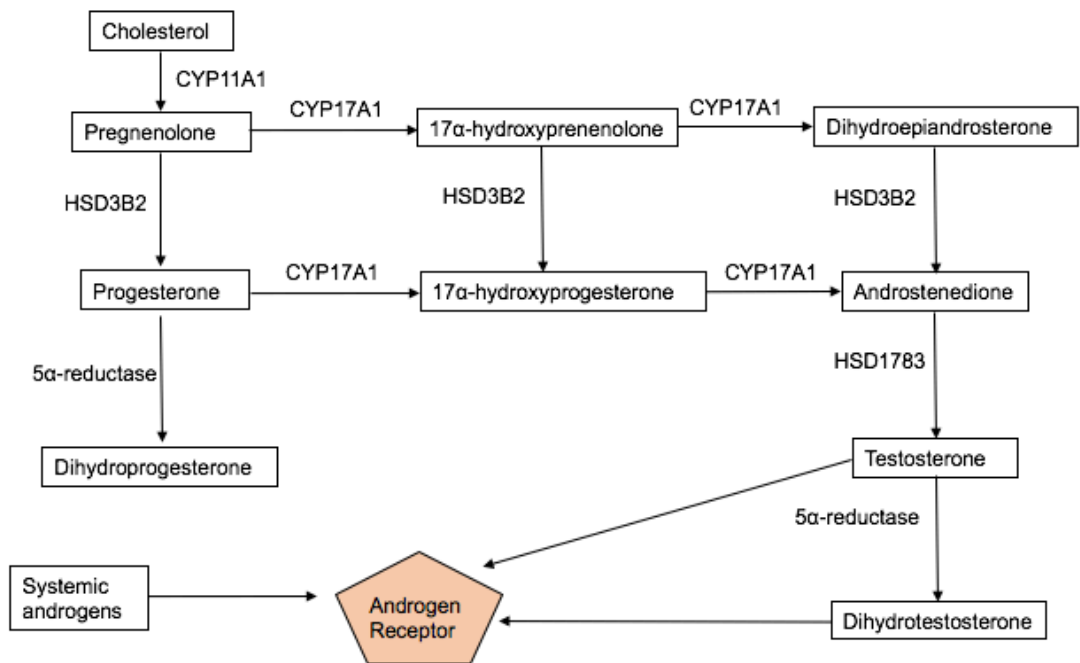 Cholesterol
CYP11A1
CYP17A1
CYP17A1
Pregnenolone
17α-hydroxyprenenolone
Dihydroepiandrosterone
HSD3B2
HSD3B2
HSD3B2
CYP17A1
CYP17A1
Progesterone
17α-hydroxyprogesterone
Androstenedione
HSD1783
5α-reductase
Dihydroprogesterone
Testosterone
5α-reductase
Systemic
androgens
Androgen
Receptor
Dihydrotestosterone